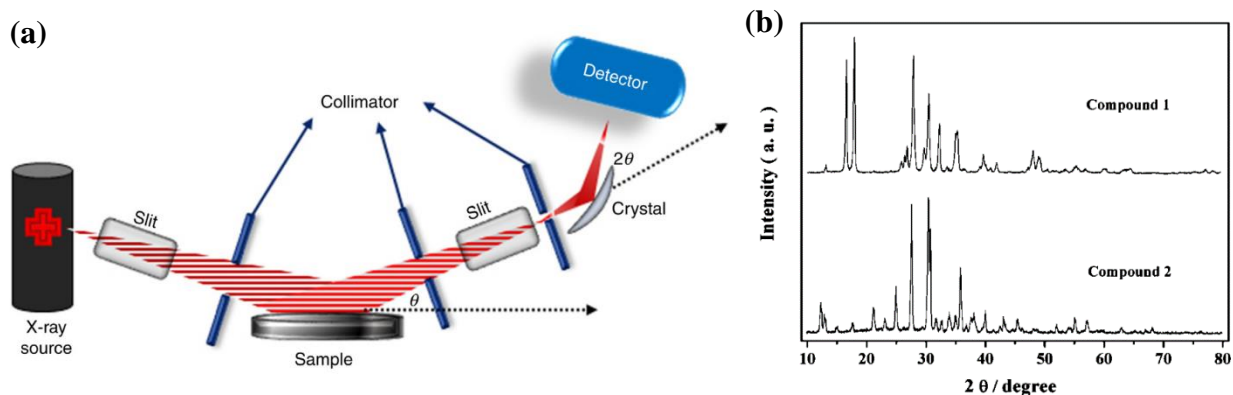 (a)
Collimator
Detector
2θ
Crystal
Slit
Slit
θ
X-ray
source
Sample
(b)
Intensity ( a. u. )
Compound 1
Compound 2
10 20 30 40 50 60 70 80
2 θ / degree